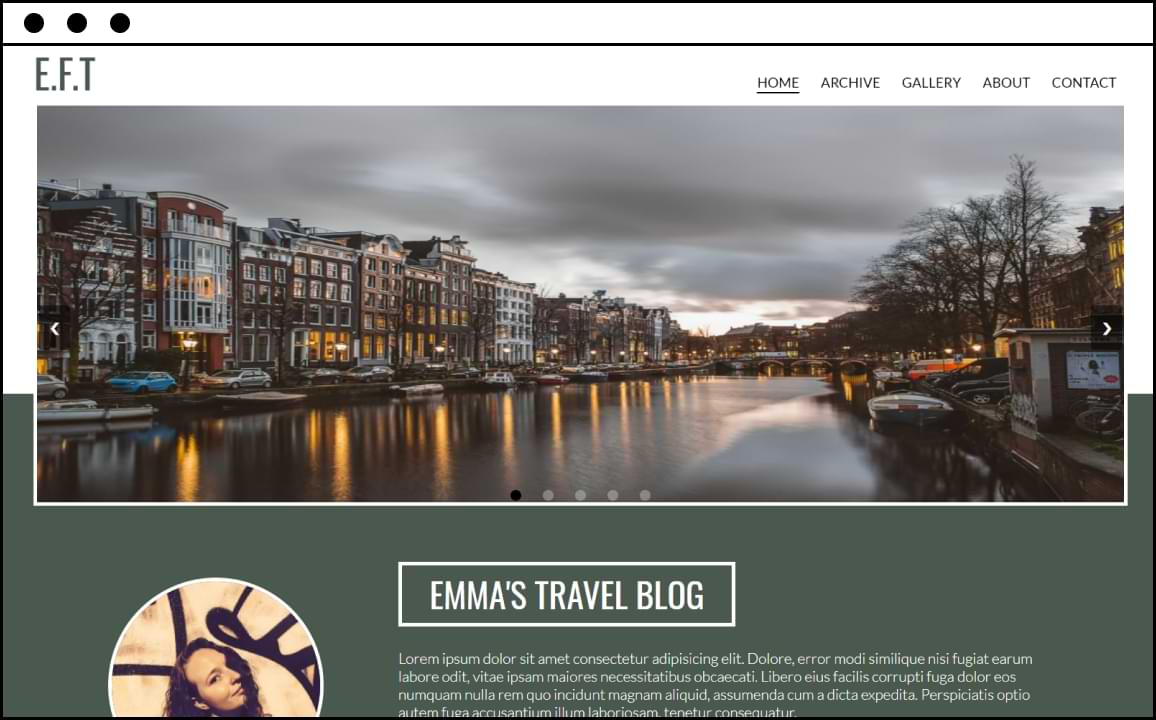 E.F.T
HOME ARCHIVE GALLERY ABOUT CONTACT
EMMA'S TRAVEL BLOG
Lorem ipsum dolor sit amet consectetur adipisicing elit. Dolore, error modi similique nisi fugiat earum
labore odit, vitae ipsam maiores necessitatibus obcaecati. Libero eius facilis corrupti fuga dolor eos
numquam nulla rem quo incidunt magnam aliquid, assumenda cum a dicta expedita. Perspiciatis optio
autem fuga accusantium illum laboriosam, tenetur consequatur.